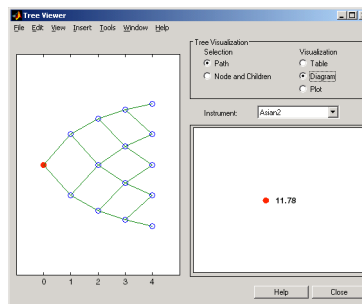 Tree Viewer
File Edit View Insert Tools Window Help
Tree Visualization
Selection
Path
Node and Children
Visualization
Table
Diagram
Plot
Instrument: Asian2
11.78
0 1 2 3 4
Help Close